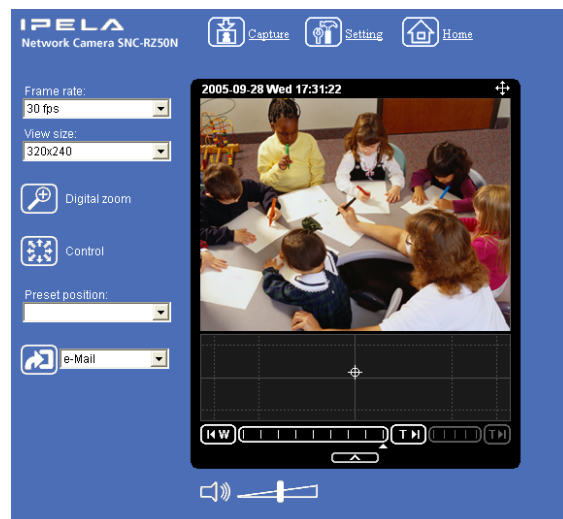 IPELA
Network Camera SNC-RZ50N
Capture
Setting
Home
Frame rate:
30 fps
View size:
320x240
Digital zoom
Control
Preset position:
e-Mail
2005-09-28 Wed 17:31:22
W
T
T